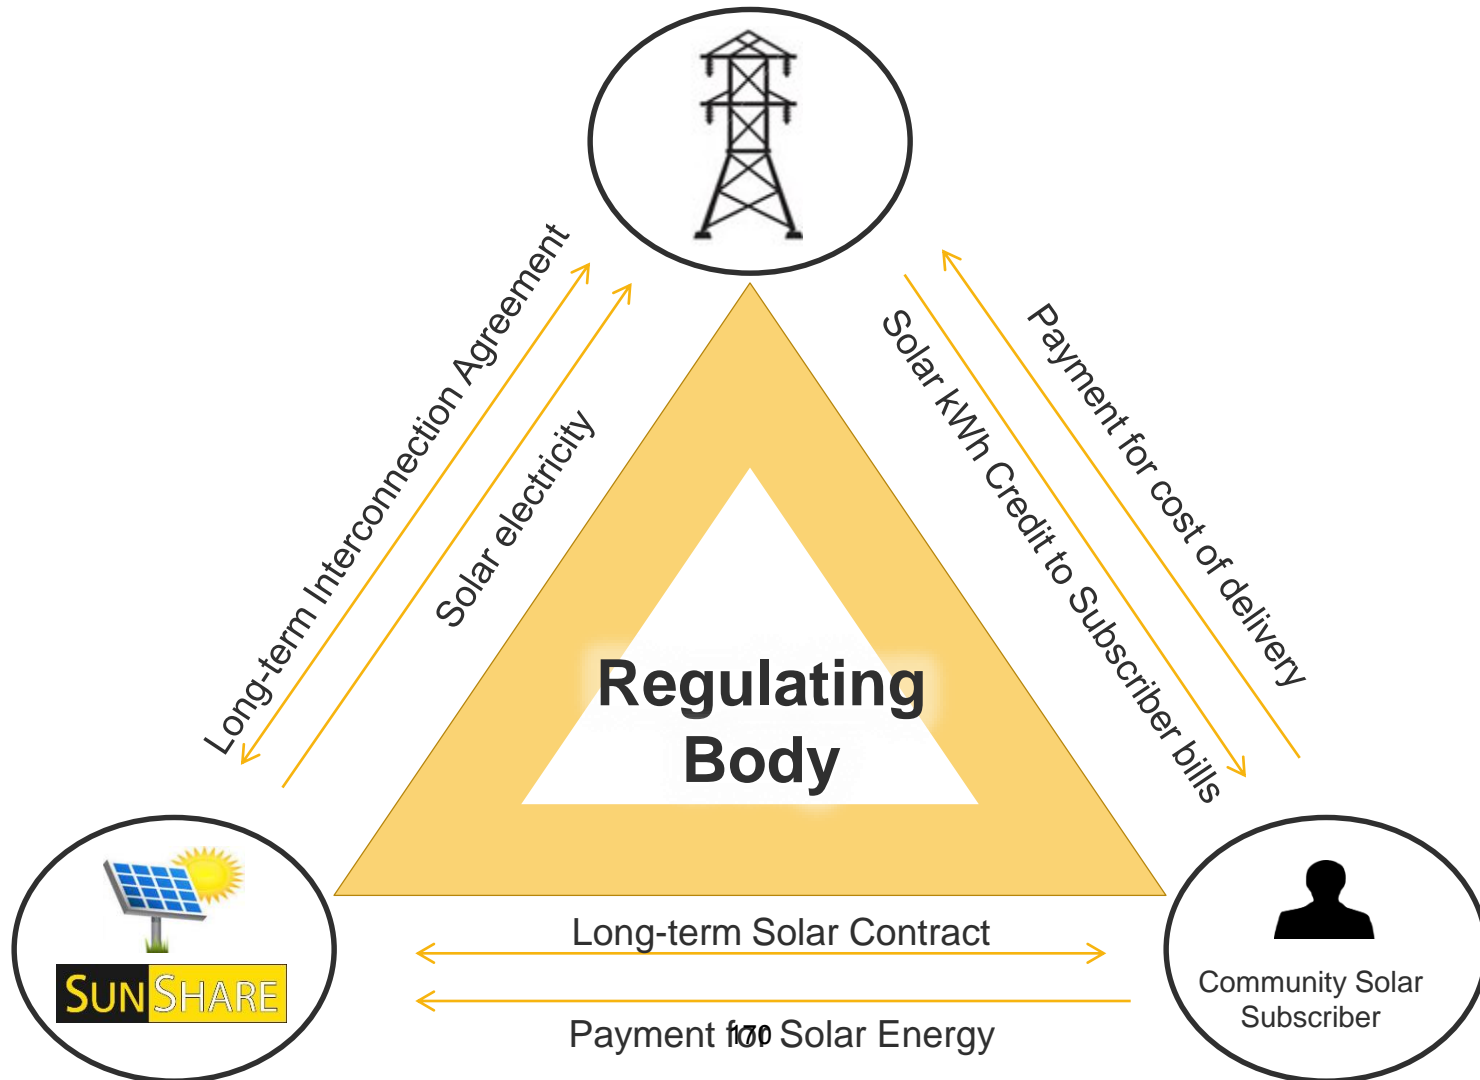 Long-term Interconnection Agreement
Solar electricity
Solar kWh Credit to Subscriber bills
Payment for cost of delivery
Regulating
Body
SUNSHARE
Long-term Solar Contract
Community Solar
Subscriber
Payment for Solar Energy
170